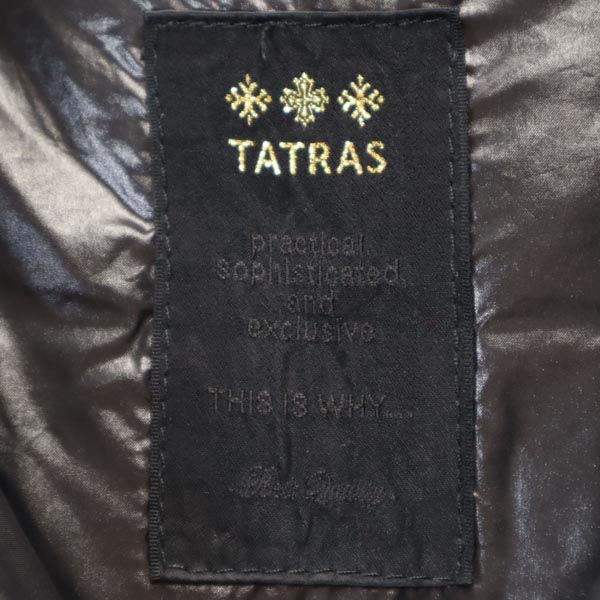 TATRAS
practical,
sophisticated,
and
exclusive
THIS IS WHY...